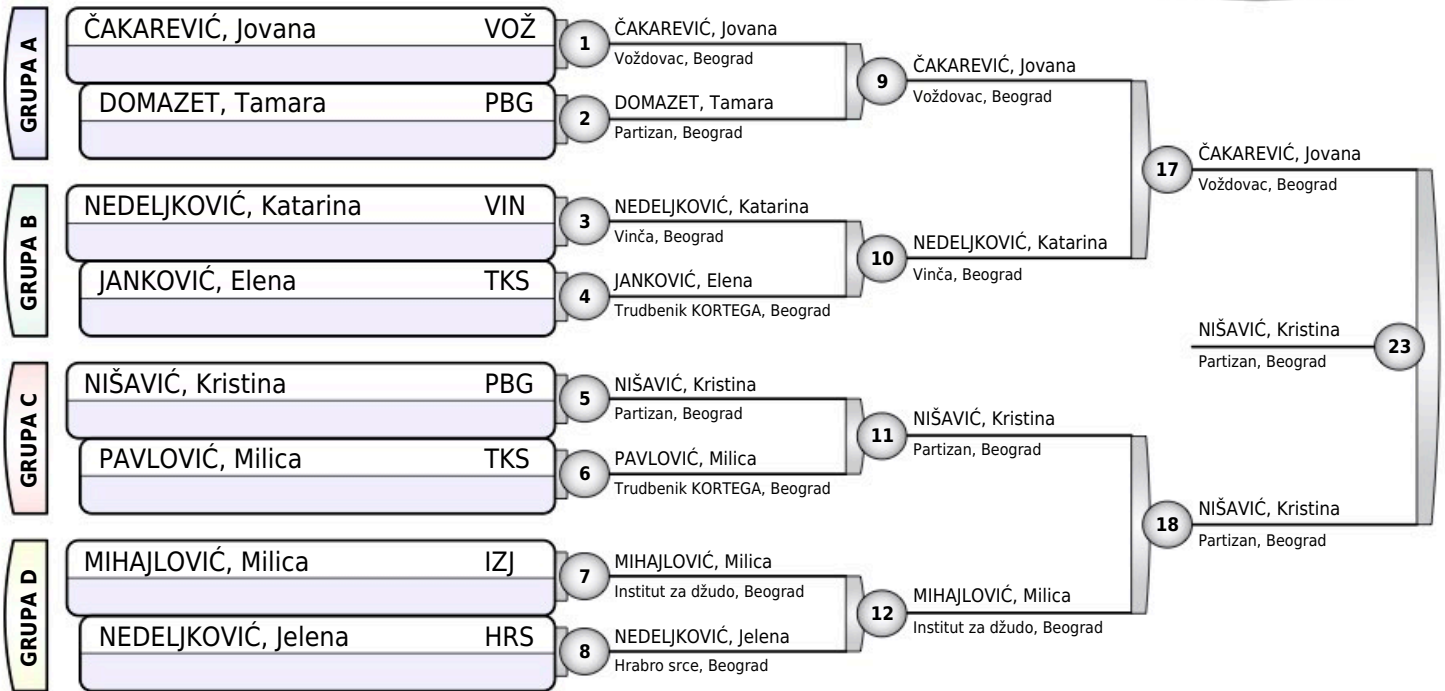 GRUPA A
ČAKAREVIĆ, Jovana VOŽ
DOMAZET, Tamara PBG
1
ČAKAREVIĆ, Jovana
Voždovac, Beograd
2
DOMAZET, Tamara
Partizan, Beograd
9
ČAKAREVIĆ, Jovana
Voždovac, Beograd
GRUPA B
NEDELJKOVIĆ, Katarina VIN
JANKOVIĆ, Elena TKS
3
NEDELJKOVIĆ, Katarina
Vinča, Beograd
4
JANKOVIĆ, Elena
Trudbenik KORTEGA, Beograd
10
NEDELJKOVIĆ, Katarina
Vinča, Beograd
17
ČAKAREVIĆ, Jovana
Voždovac, Beograd
GRUPA C
NIŠAVIĆ, Kristina PBG
PAVLOVIĆ, Milica TKS
5
NIŠAVIĆ, Kristina
Partizan, Beograd
6
PAVLOVIĆ, Milica
Trudbenik KORTEGA, Beograd
11
NIŠAVIĆ, Kristina
Partizan, Beograd
GRUPA D
MIHAJLOVIĆ, Milica IZJ
NEDELJKOVIĆ, Jelena HRS
7
MIHAJLOVIĆ, Milica
Institut za džudo, Beograd
8
NEDELJKOVIĆ, Jelena
Hrabro srce, Beograd
12
MIHAJLOVIĆ, Milica
Institut za džudo, Beograd
18
NIŠAVIĆ, Kristina
Partizan, Beograd
NIŠAVIĆ, Kristina
Partizan, Beograd
23